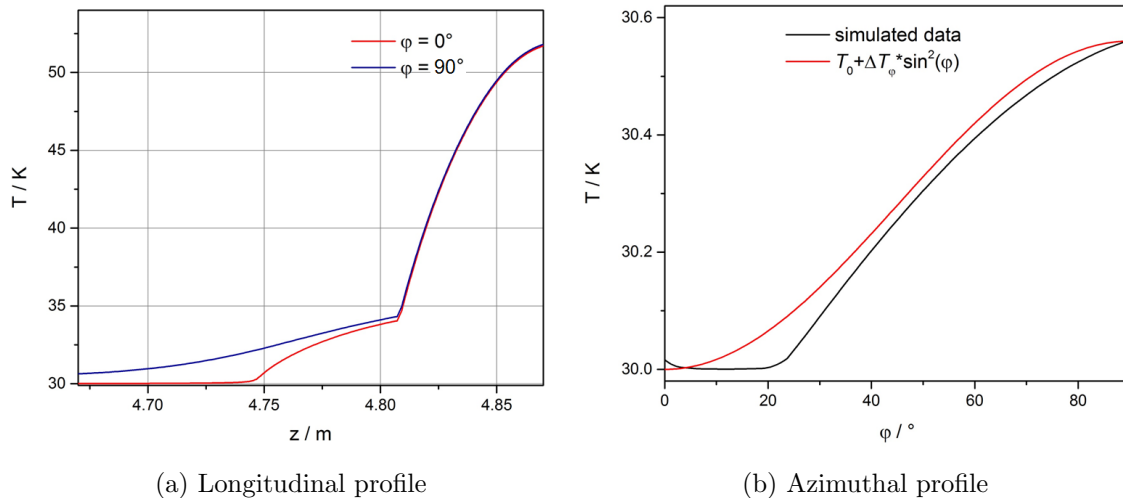 φ = 0°
φ = 90°
T / K
50
45
40
35
30
4.70
4.75
4.80
4.85
z / m
(a) Longitudinal profile
simulated data
T₀+ΔTᵩ*sin²(φ)
T / K
30.6
30.4
30.2
30.0
0
20
40
60
80
φ / °
(b) Azimuthal profile